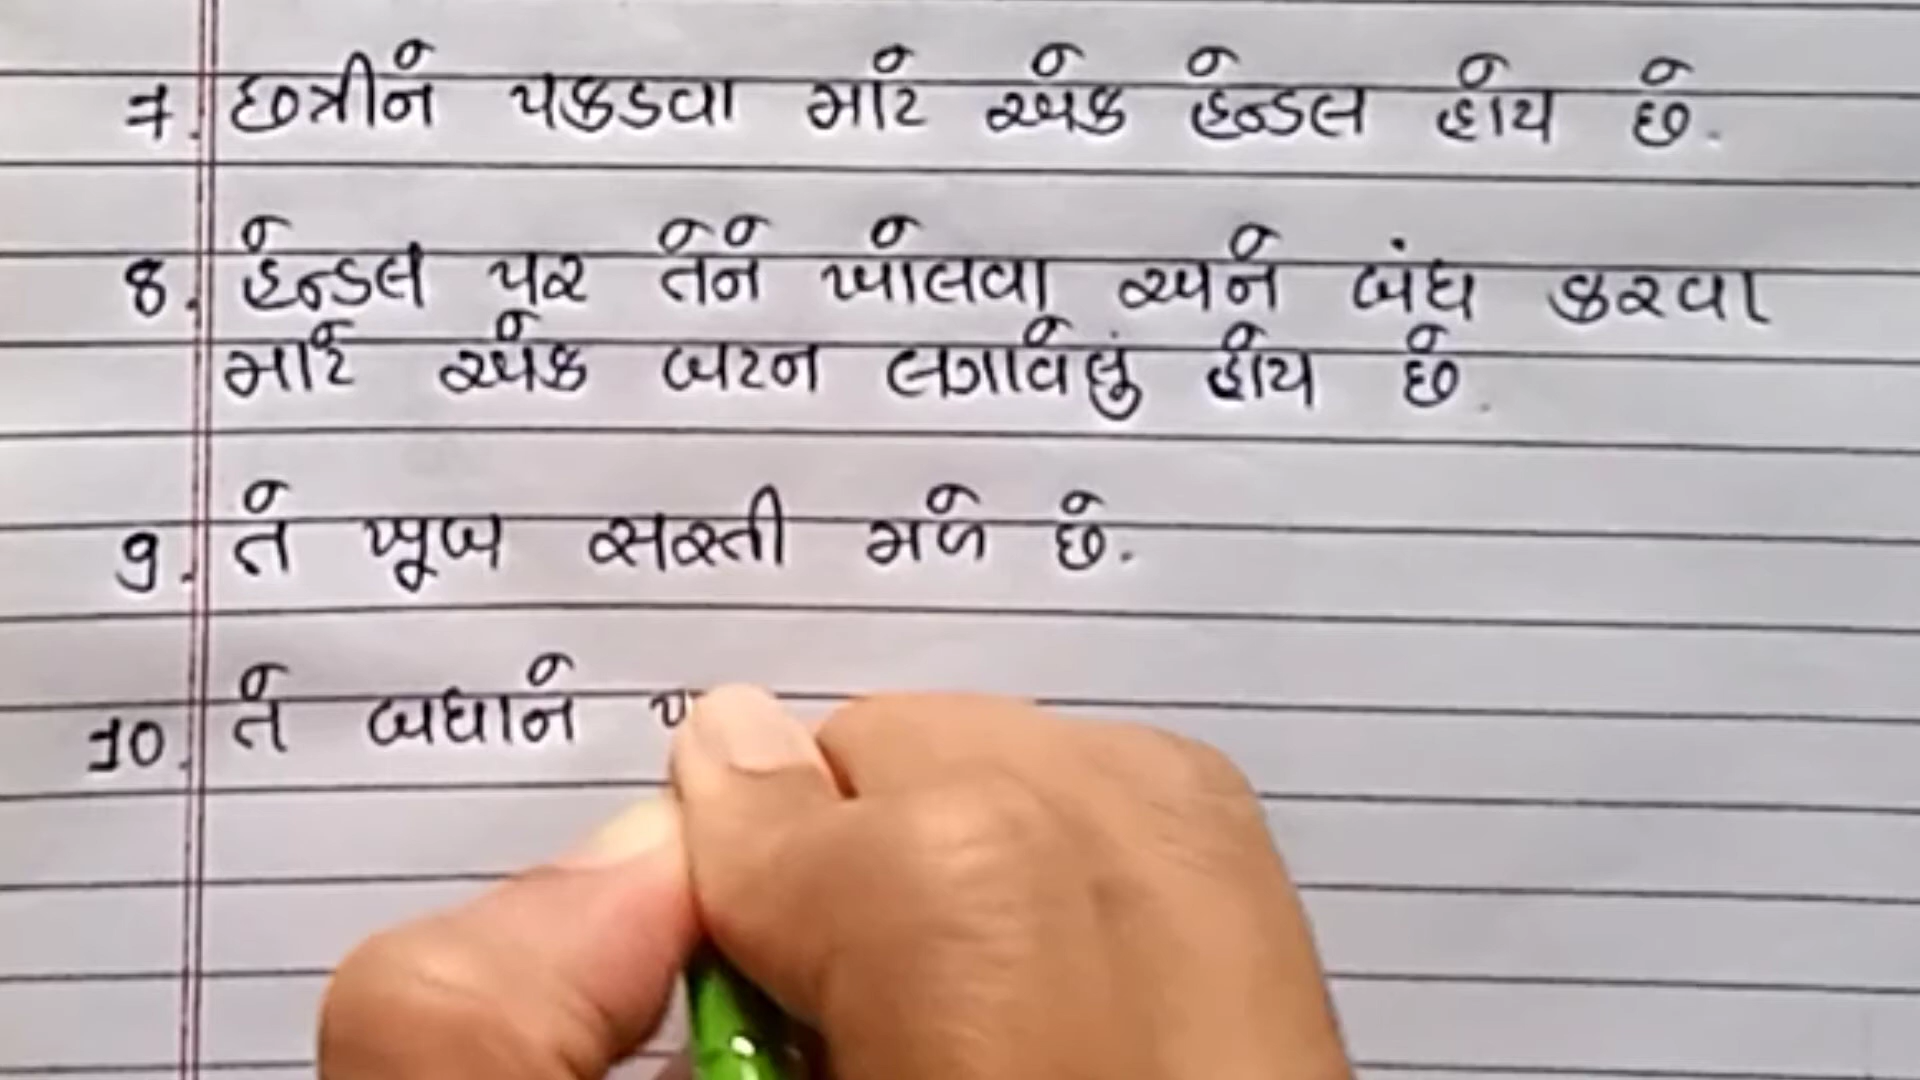 7. છત્રીને પકડવા માટે એક હેન્ડલ હોય છે.
8. હેન્ડલ પર તેને ખોલવા અને બંધ કરવા
માટે એક બટન લગાવેલું હોય છે.
9. તે ખૂબ સસ્તી મળે છે.
10. તે બધાને